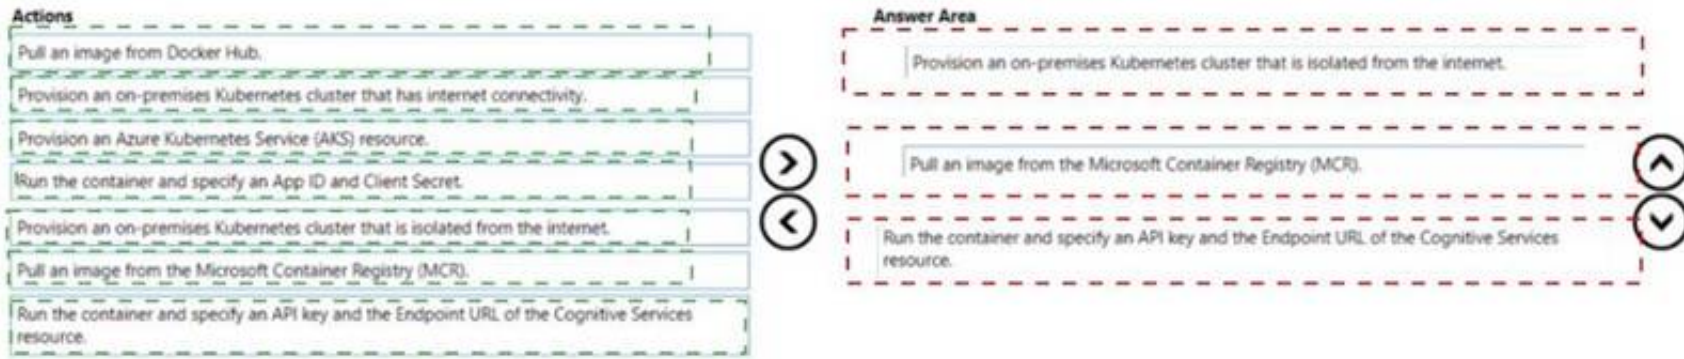 Actions
Pull an image from Docker Hub.
Provision an on-premises Kubernetes cluster that has internet connectivity.
Provision an Azure Kubernetes Service (AKS) resource.
Run the container and specify an App ID and Client Secret.
Provision an on-premises Kubernetes cluster that is isolated from the internet.
Pull an image from the Microsoft Container Registry (MCR).
Run the container and specify an API key and the Endpoint URL of the Cognitive Services
resource.
Answer Area
Provision an on-premises Kubernetes cluster that is isolated from the internet.
Pull an image from the Microsoft Container Registry (MCR).
Run the container and specify an API key and the Endpoint URL of the Cognitive Services
resource.